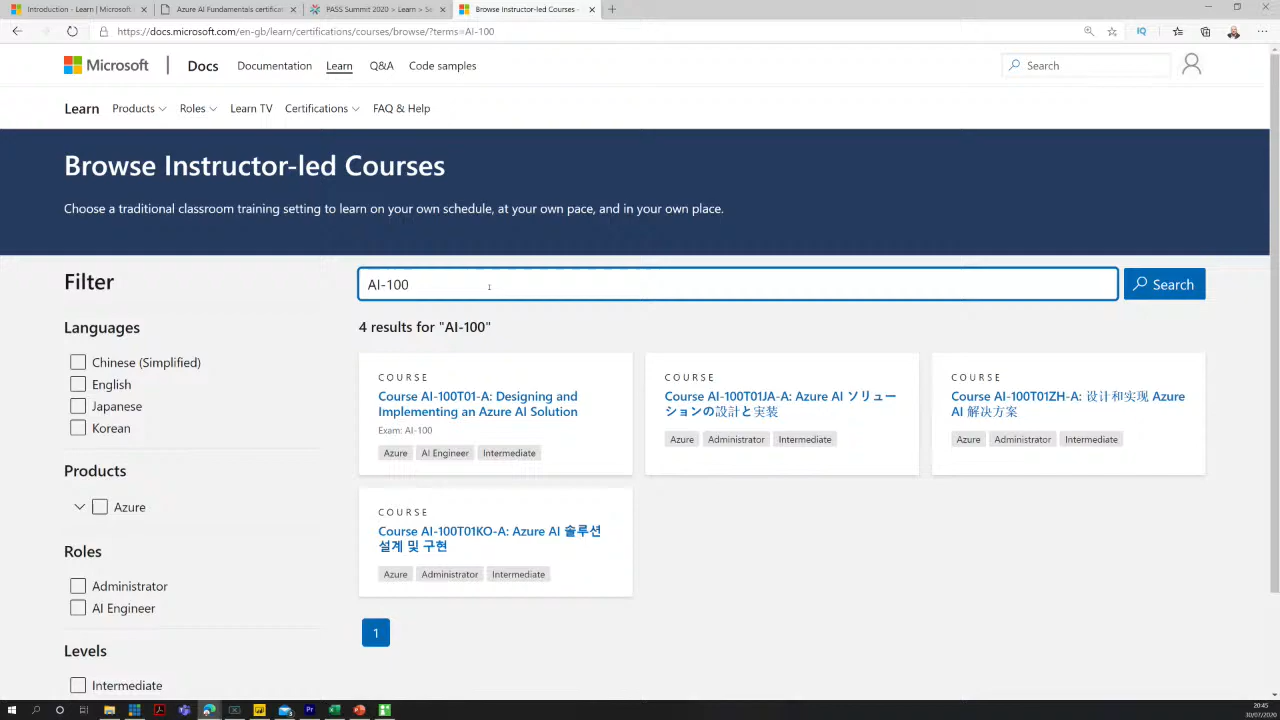 Introduction - Learn | Microsoft
Azure AI Fundamentals certificat
PASS Summit 2020 > Learn > Se
Browse Instructor-led Courses -
https://docs.microsoft.com/en-gb/learn/certifications/courses/browse/?terms=AI-100
IQ
Microsoft
Docs
Documentation
Learn
Q&A
Code samples
Search
Learn
Products
Roles
Learn TV
Certifications
FAQ & Help
Browse Instructor-led Courses
Choose a traditional classroom training setting to learn on your own schedule, at your own pace, and in your own place.
Filter
Languages
Chinese (Simplified)
English
Japanese
Korean
Products
Azure
Roles
Administrator
AI Engineer
Levels
Intermediate
AI-100
Search
4 results for "AI-100"
COURSE
Course AI-100T01-A: Designing and
Implementing an Azure AI Solution
Exam: AI-100
Azure
AI Engineer
Intermediate
COURSE
Course AI-100T01JA-A: Azure AI ソリュー
ションの設計と実装
Azure
Administrator
Intermediate
COURSE
Course AI-100T01ZH-A: 设计和实现 Azure
AI 解决方案
Azure
Administrator
Intermediate
COURSE
Course AI-100T01KO-A: Azure AI 솔루션
설계 및 구현
Azure
Administrator
Intermediate
1
20:45
30/07/2020